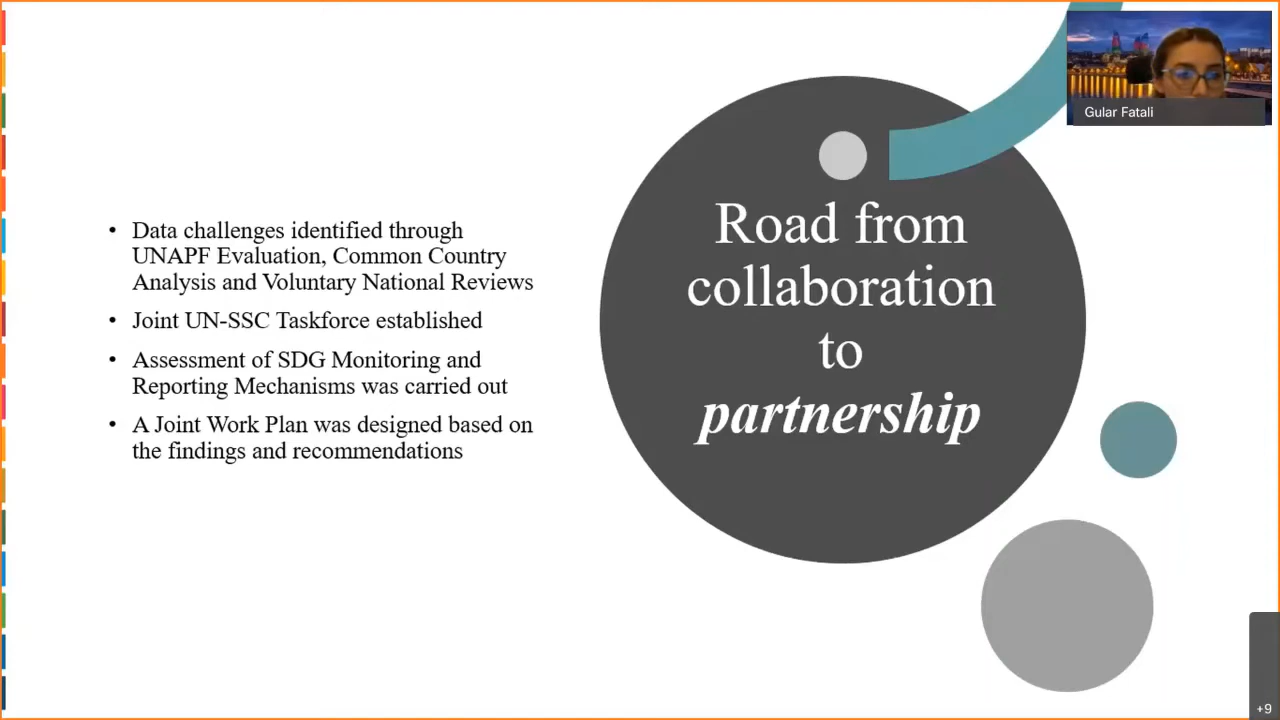 • Data challenges identified through
UNAPF Evaluation, Common Country
Analysis and Voluntary National Reviews
• Joint UN-SSC Taskforce established
• Assessment of SDG Monitoring and
Reporting Mechanisms was carried out
• A Joint Work Plan was designed based on
the findings and recommendations
Road from
collaboration
to
partnership
Gular Fatali
+9